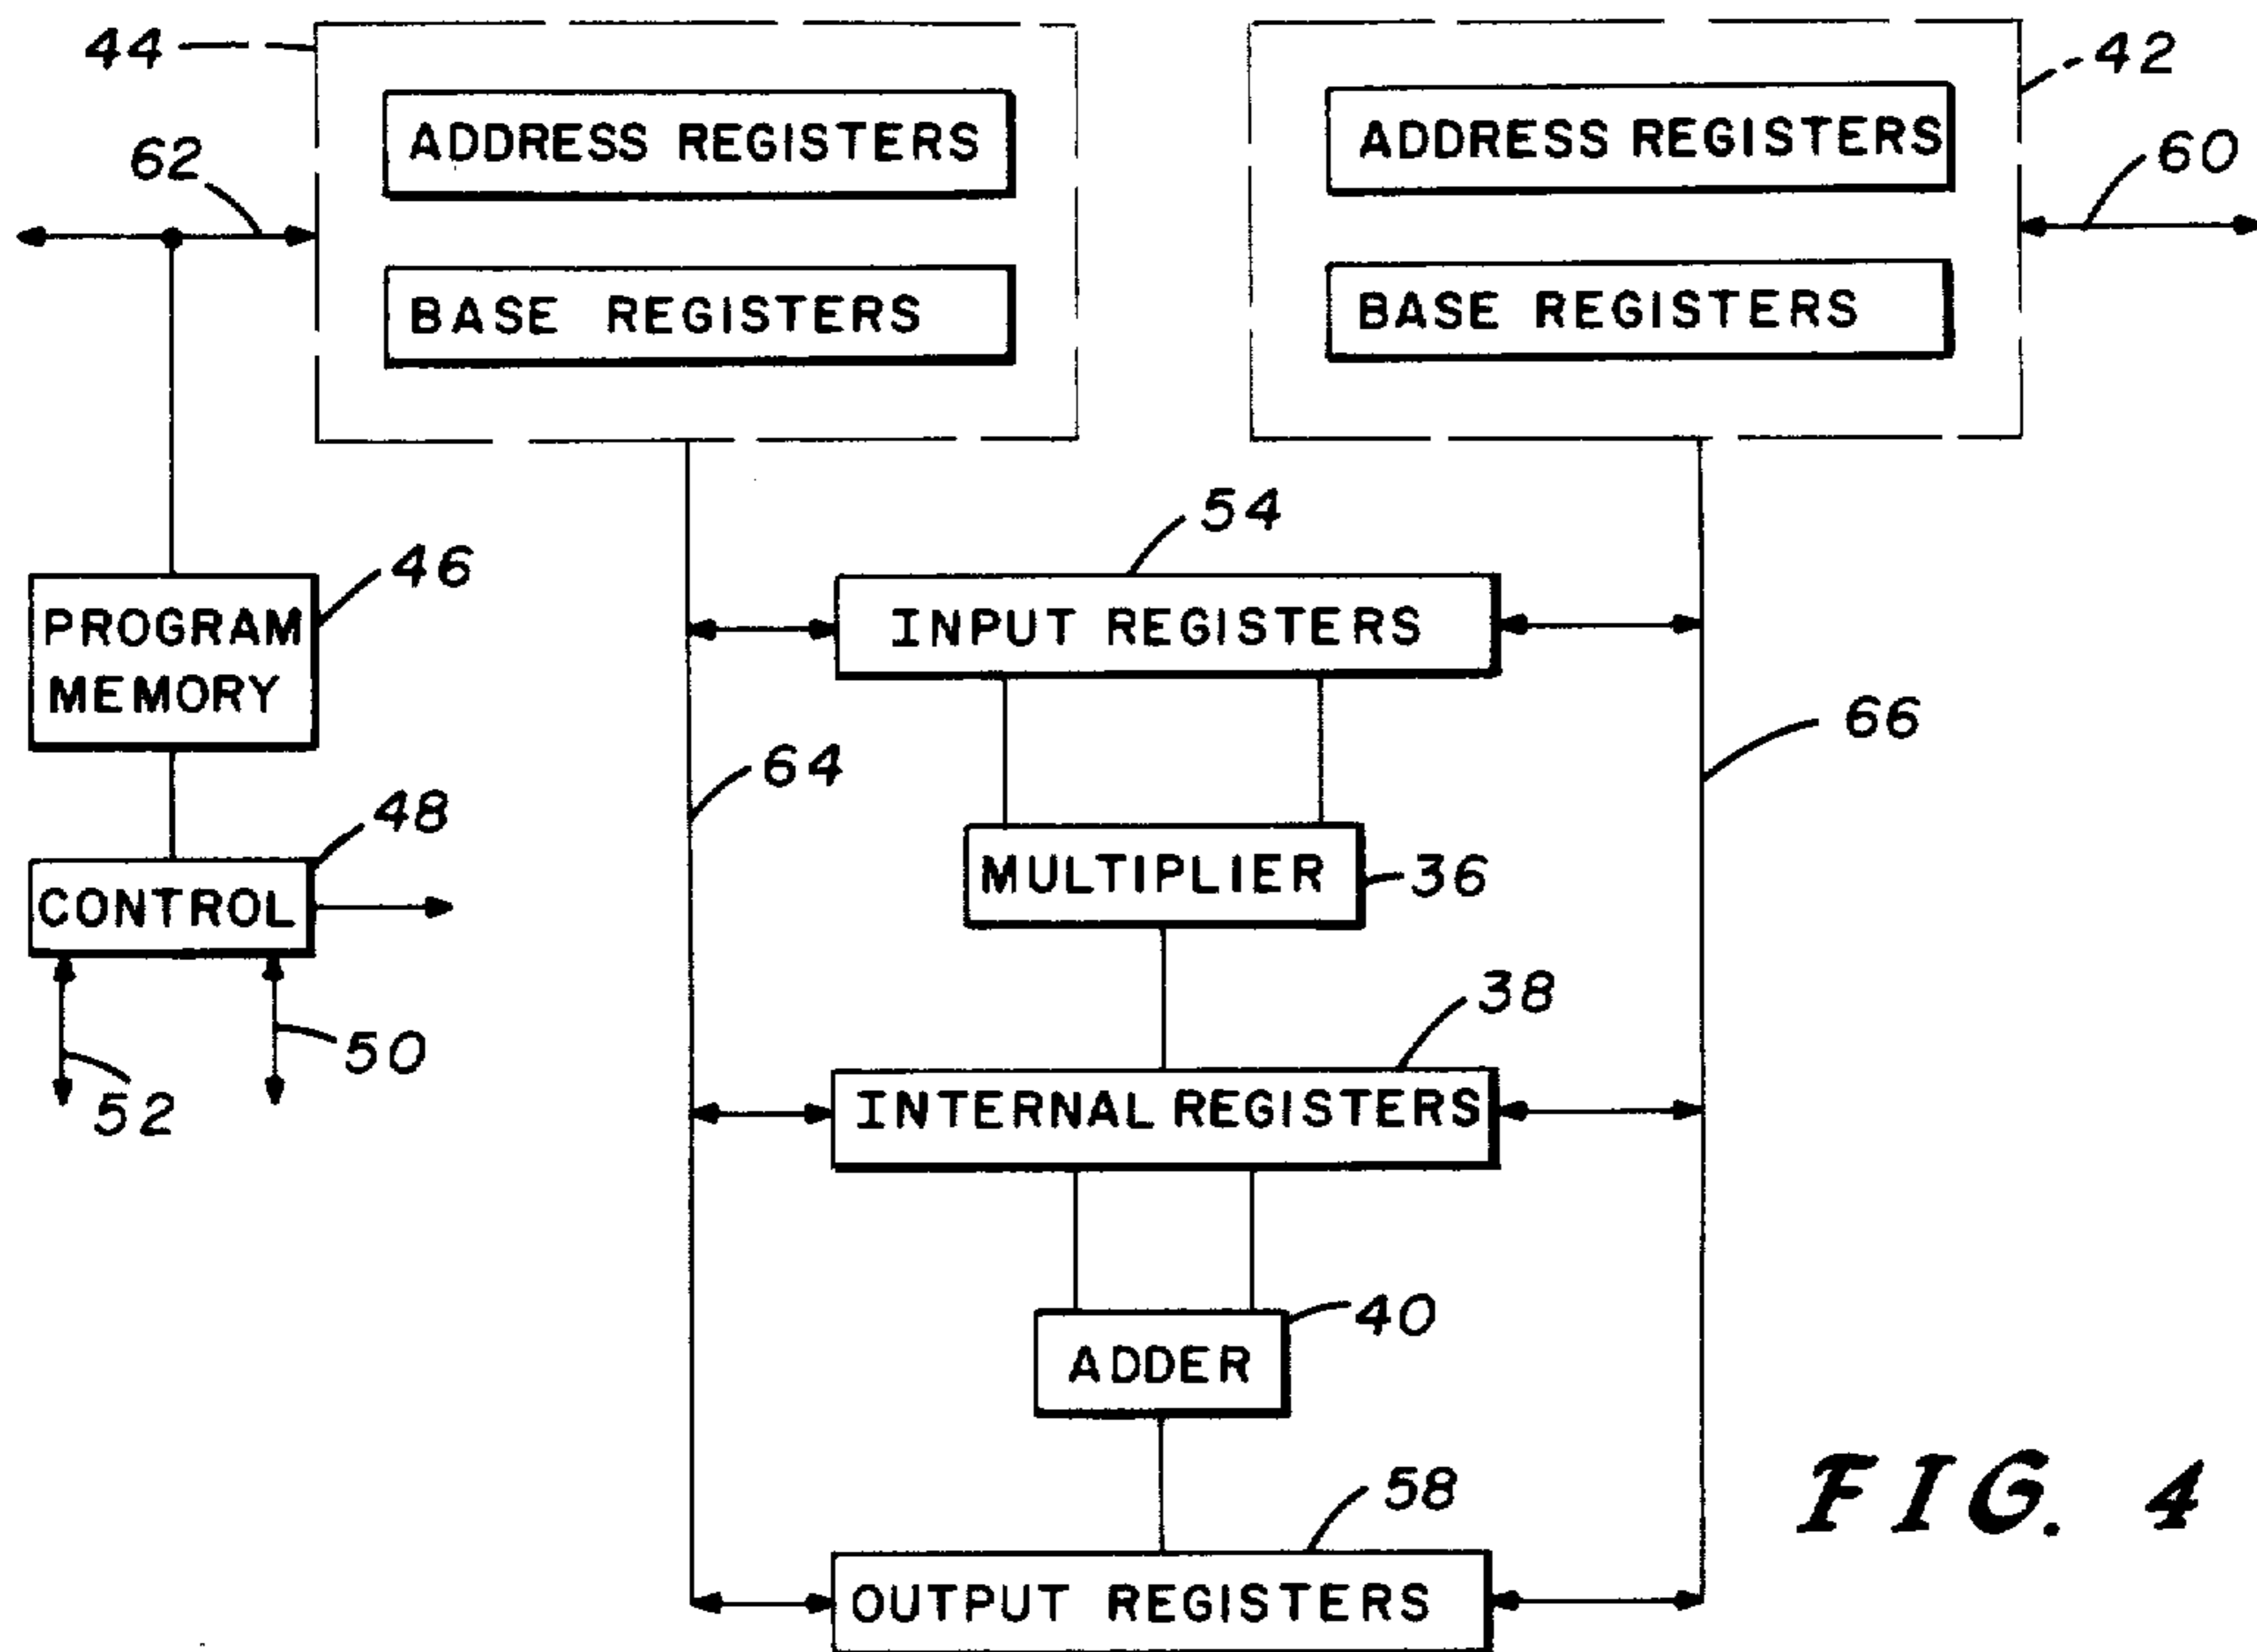 44
42
ADDRESS REGISTERS
ADDRESS REGISTERS
62
60
BASE REGISTERS
BASE REGISTERS
54
46
PROGRAM
MEMORY
INPUT REGISTERS
66
64
48
CONTROL
MULTIPLIER
36
38
50
52
INTERNAL REGISTERS
40
ADDER
58
OUTPUT REGISTERS
FIG. 4